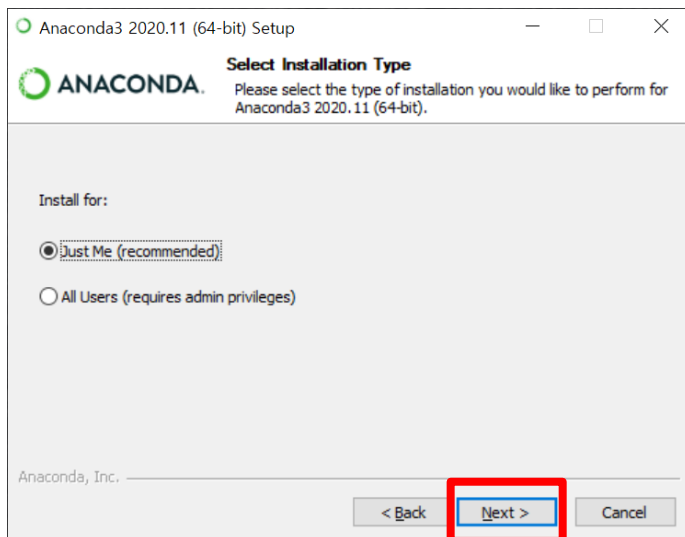 Anaconda3 2020.11 (64-bit) Setup
ANACONDA.
Select Installation Type
Please select the type of installation you would like to perform for
Anaconda3 2020.11 (64-bit).
Install for:
Just Me (recommended)
All Users (requires admin privileges)
Anaconda, Inc.
< Back
Next >
Cancel